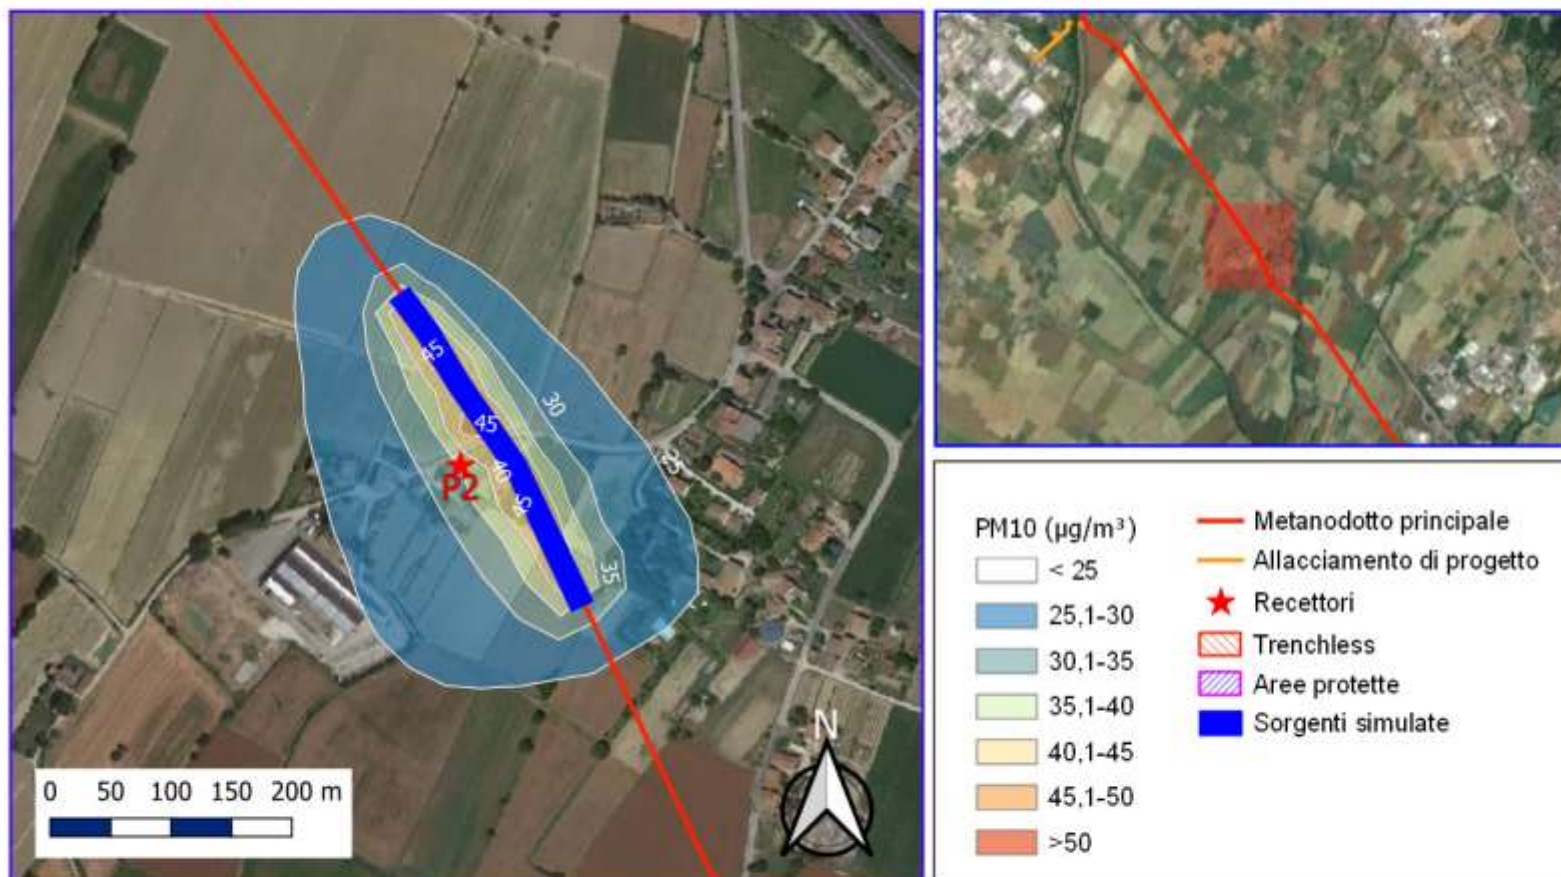 45
30
45
25
P2
40
45
35
N
0 50 100 150 200 m
PM10 (µg/m³)
< 25
25,1-30
30,1-35
35,1-40
40,1-45
45,1-50
>50
Metanodotto principale
Allacciamento di progetto
Recettori
Trenchless
Aree protette
Sorgenti simulate